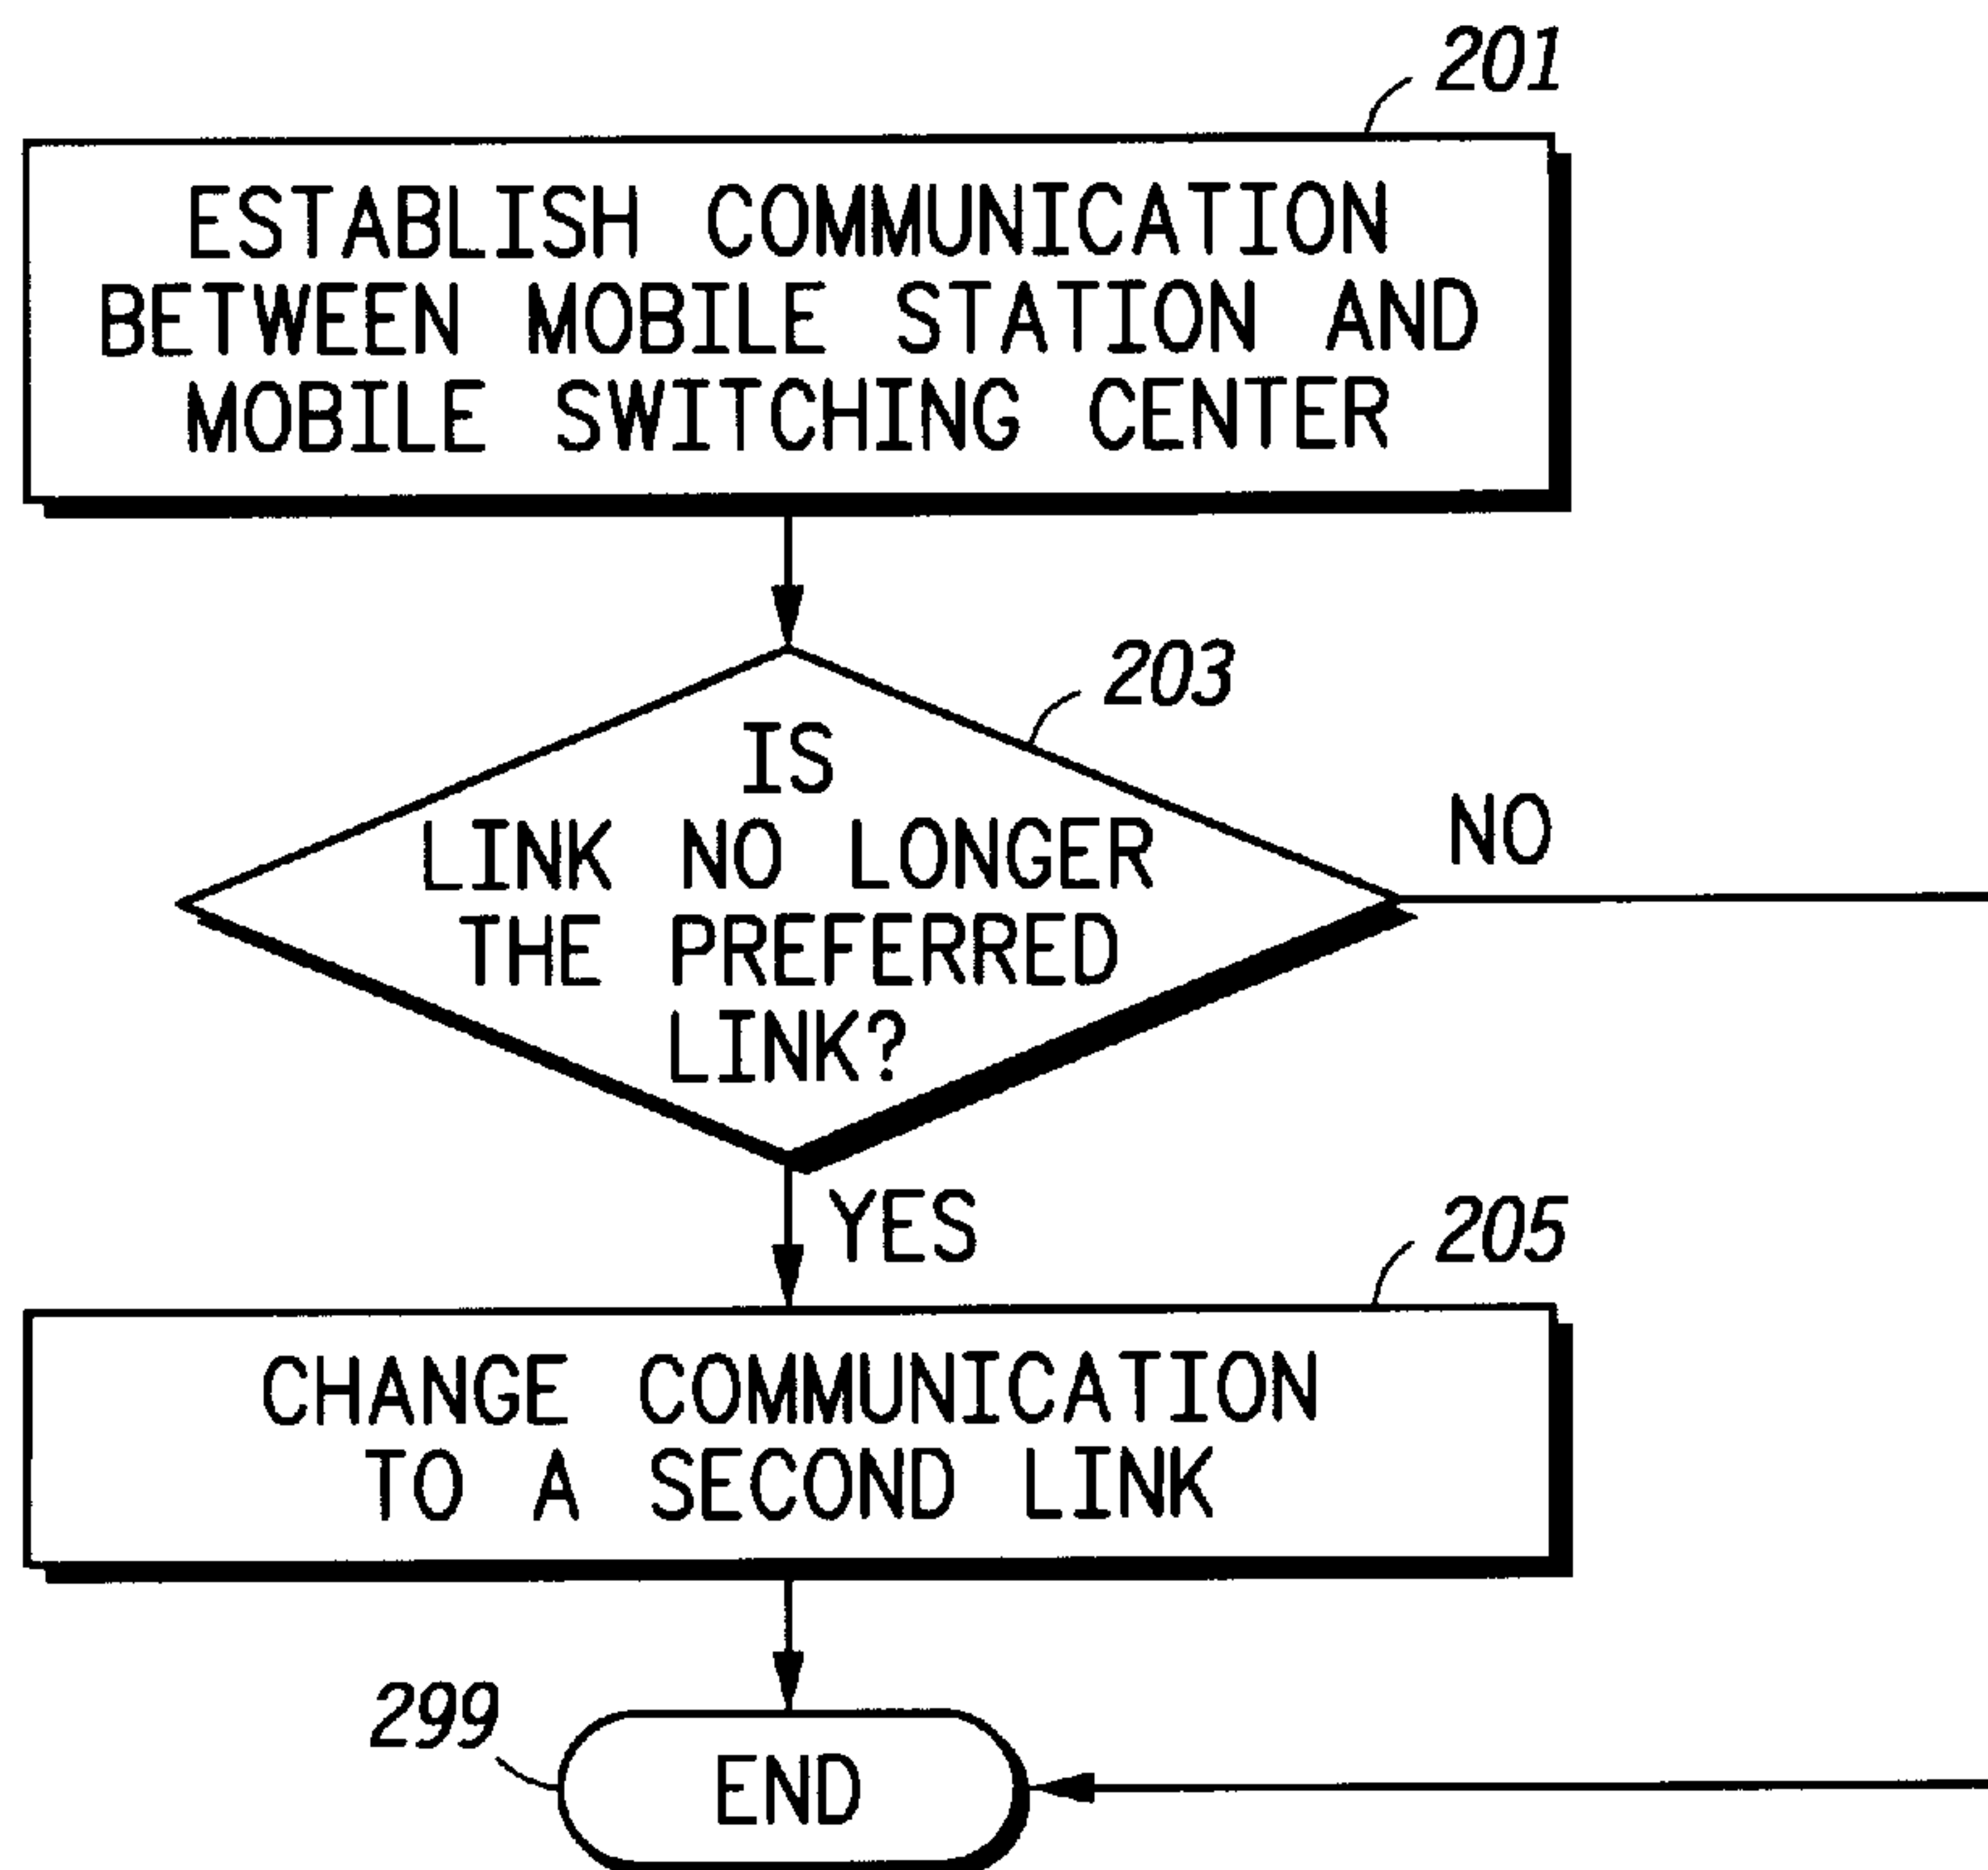 201
ESTABLISH COMMUNICATION
BETWEEN MOBILE STATION AND
MOBILE SWITCHING CENTER
203
IS
LINK NO LONGER
THE PREFERRED
LINK?
NO
YES
205
CHANGE COMMUNICATION
TO A SECOND LINK
299
END